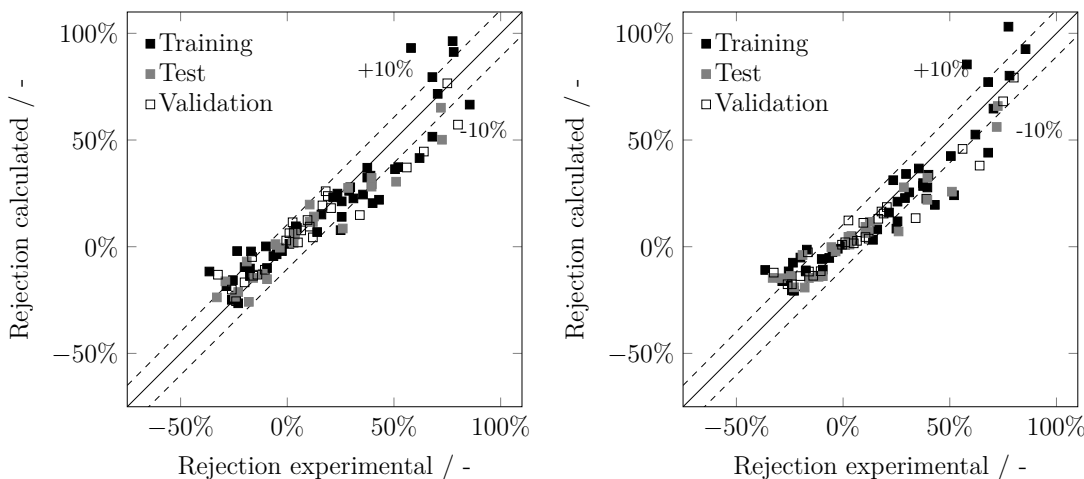 100%
50%
0%
−50%
Rejection calculated / -
Training
Test
Validation
+10%
-10%
−50%
0%
50%
100%
Rejection experimental / -
100%
50%
0%
−50%
Rejection calculated / -
Training
Test
Validation
+10%
-10%
−50%
0%
50%
100%
Rejection experimental / -